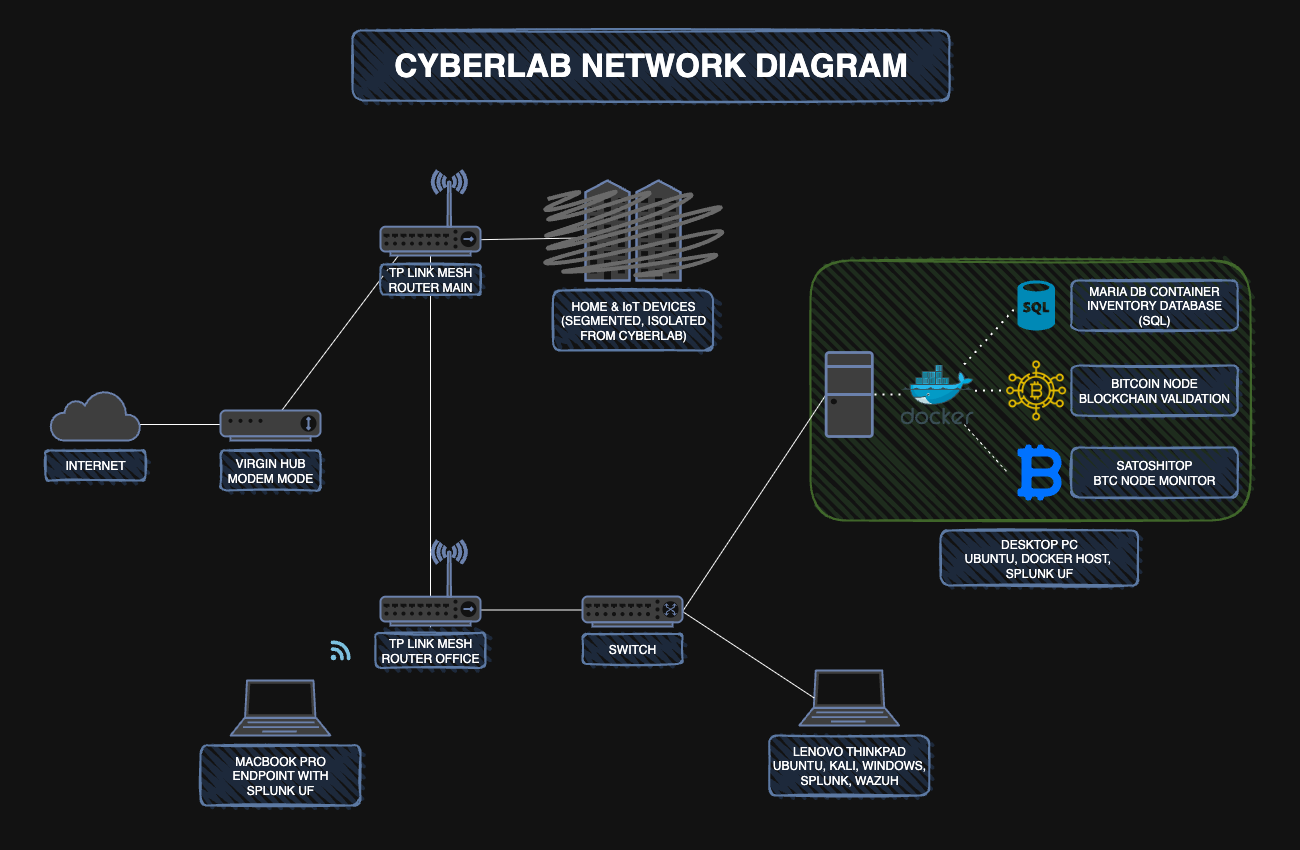 CYBERLAB NETWORK DIAGRAM
TP LINK MESH
ROUTER MAIN
HOME & IoT DEVICES
(SEGMENTED, ISOLATED
FROM CYBERLAB)
SQL
MARIA DB CONTAINER
INVENTORY DATABASE
(SQL)
docker
BITCOIN NODE
BLOCKCHAIN VALIDATION
SATOSHITOP
BTC NODE MONITOR
INTERNET
VIRGIN HUB
MODEM MODE
DESKTOP PC
UBUNTU, DOCKER HOST,
SPLUNK UF
TP LINK MESH
ROUTER OFFICE
SWITCH
MACBOOK PRO
ENDPOINT WITH
SPLUNK UF
LENOVO THINKPAD
UBUNTU, KALI, WINDOWS,
SPLUNK, WAZUH